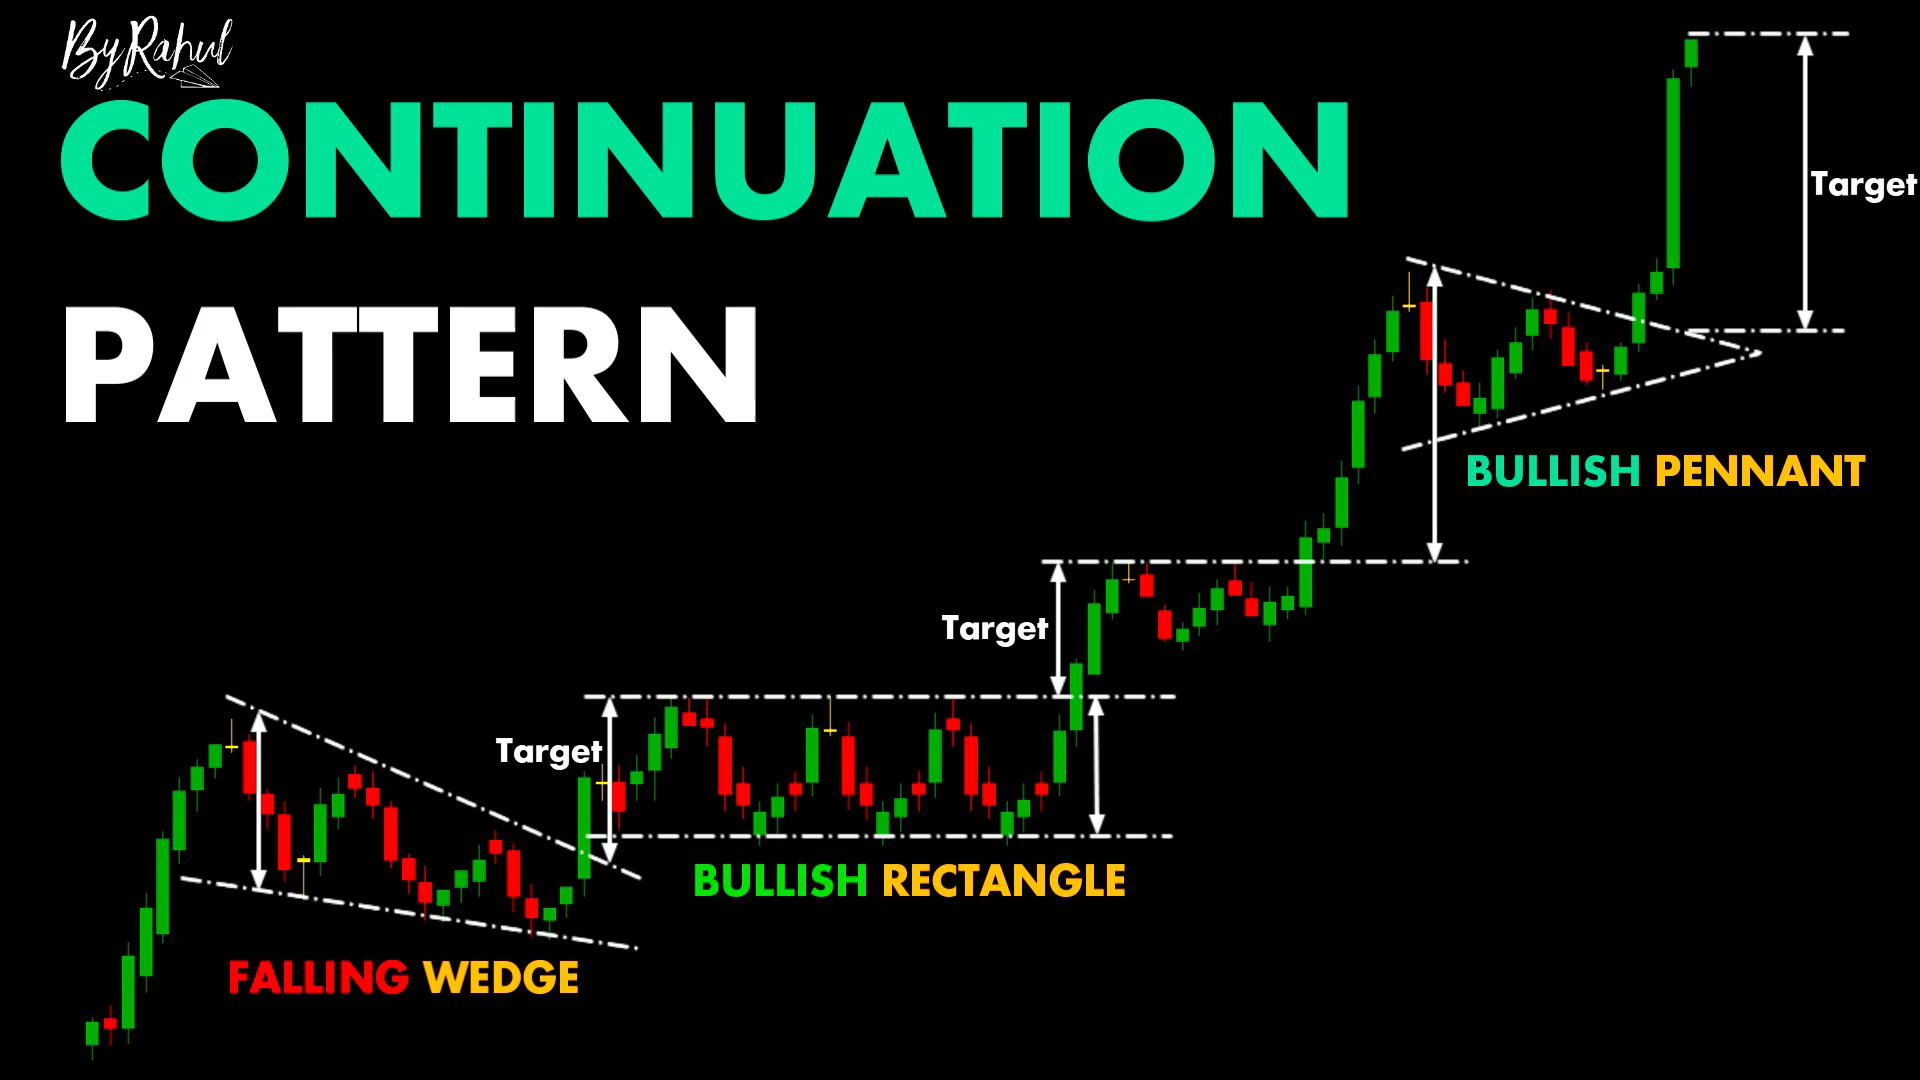 ByRahul
CONTINUATION
PATTERN
Target
BULLISH PENNANT
Target
Target
BULLISH RECTANGLE
FALLING WEDGE